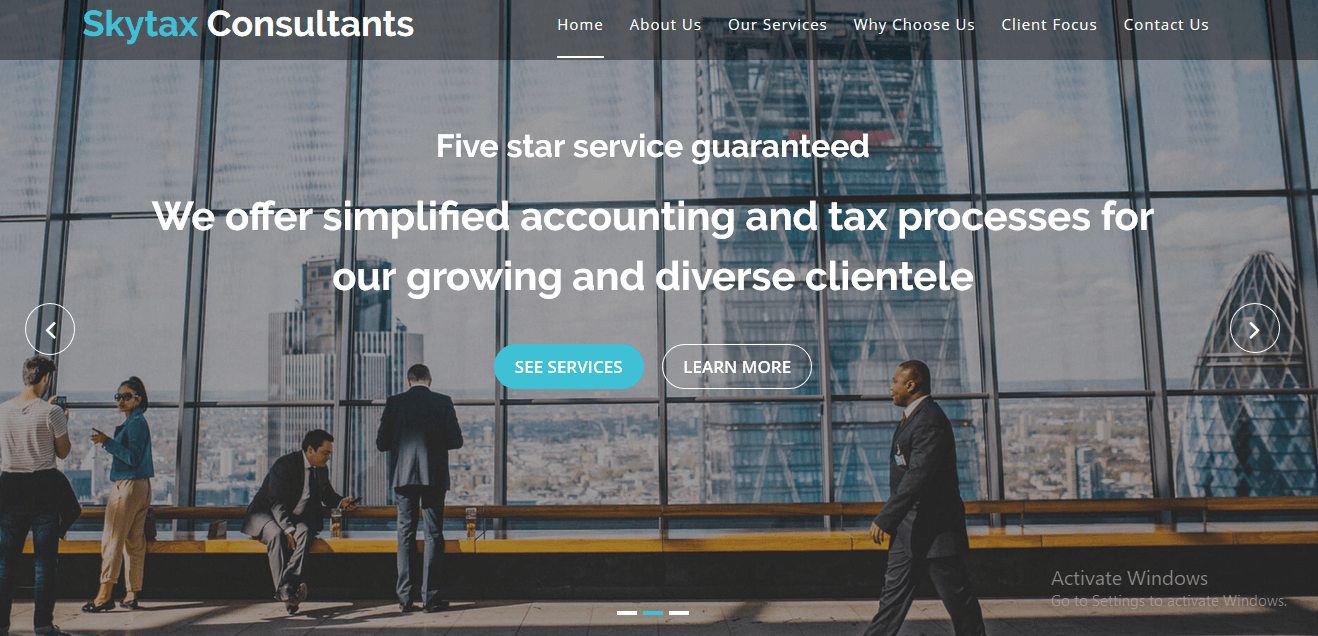 Skytax Consultants
Home About Us Our Services Why Choose Us Client Focus Contact Us
Five star service guaranteed
We offer simplified accounting and tax processes for
our growing and diverse clientele
SEE SERVICES LEARN MORE
Activate Windows
Go to Settings to activate Windows.